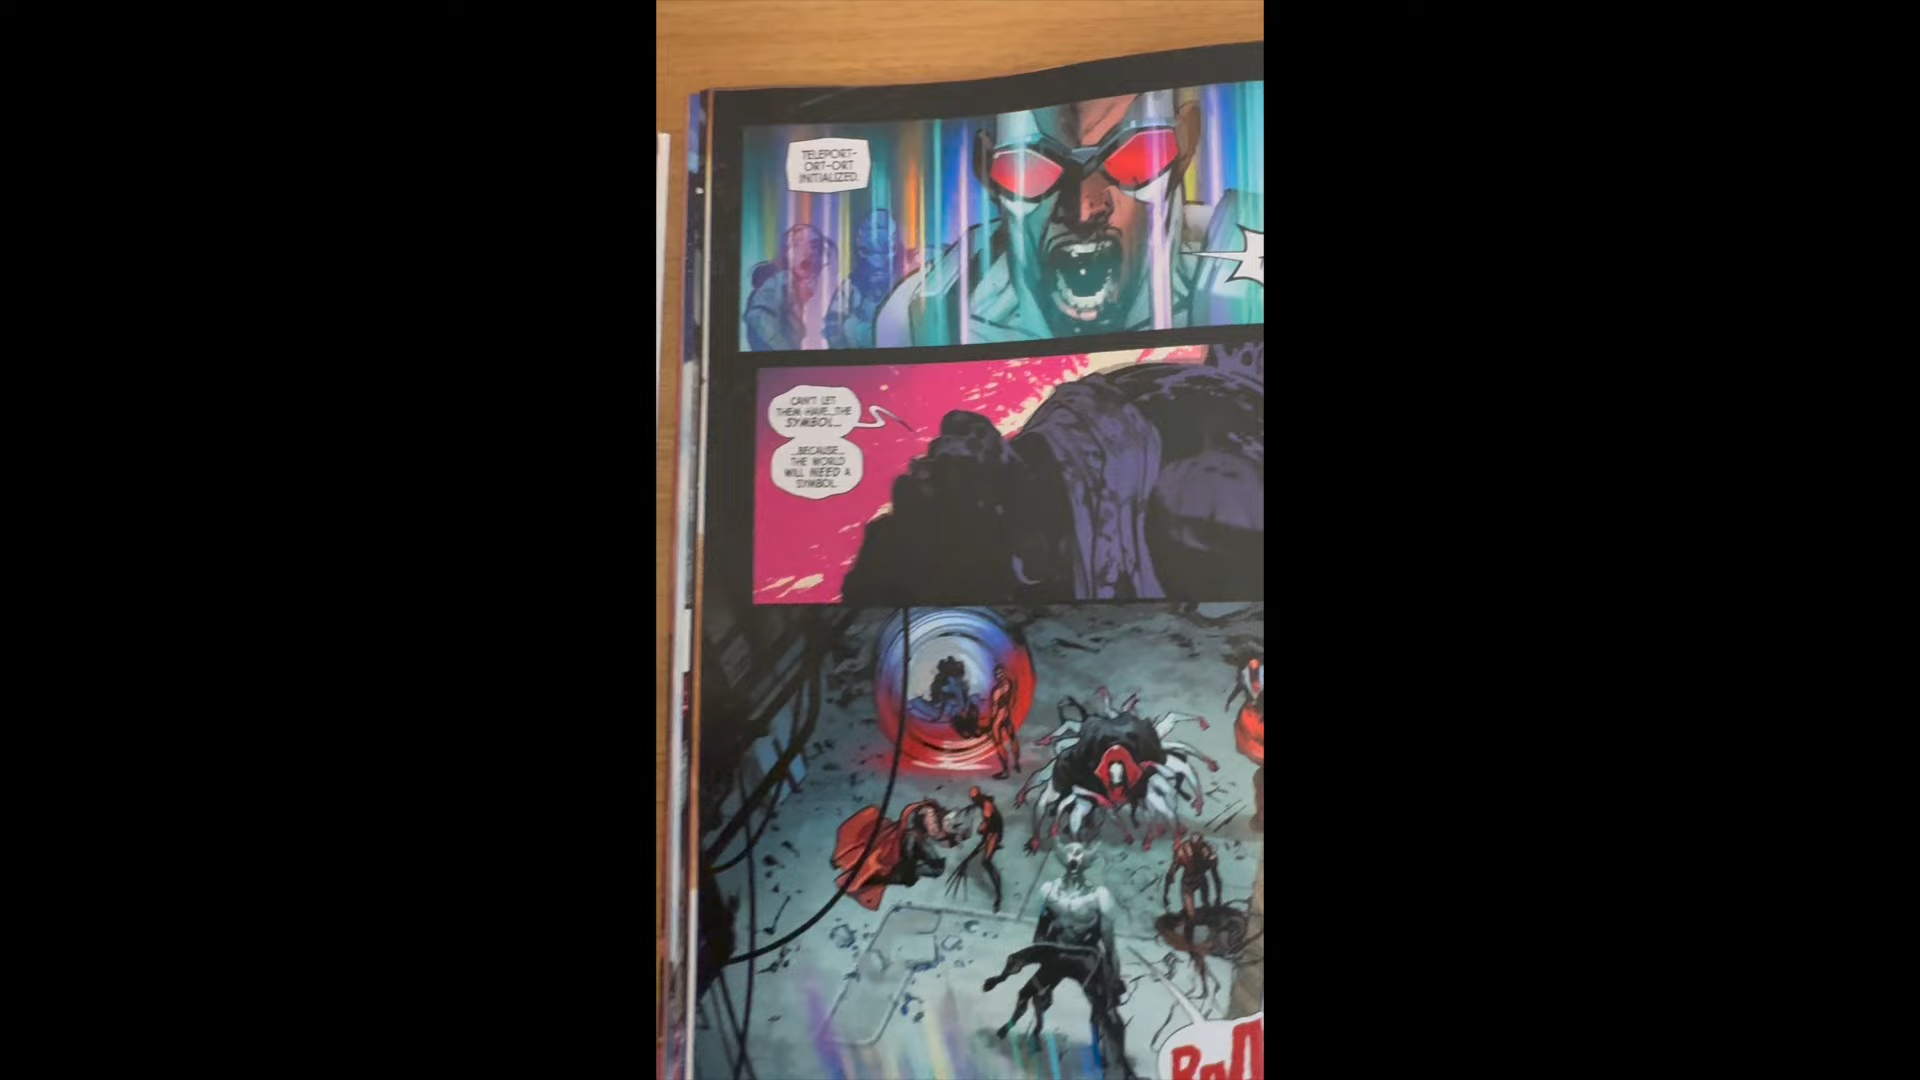 TELEPORT-
ORT-ORT
INITIALIZED.
CAN'T LET
THEM HAVE...THE
SYMBOL...
...BECAUSE...
THE WORLD
WILL NEED A
SYMBOL.